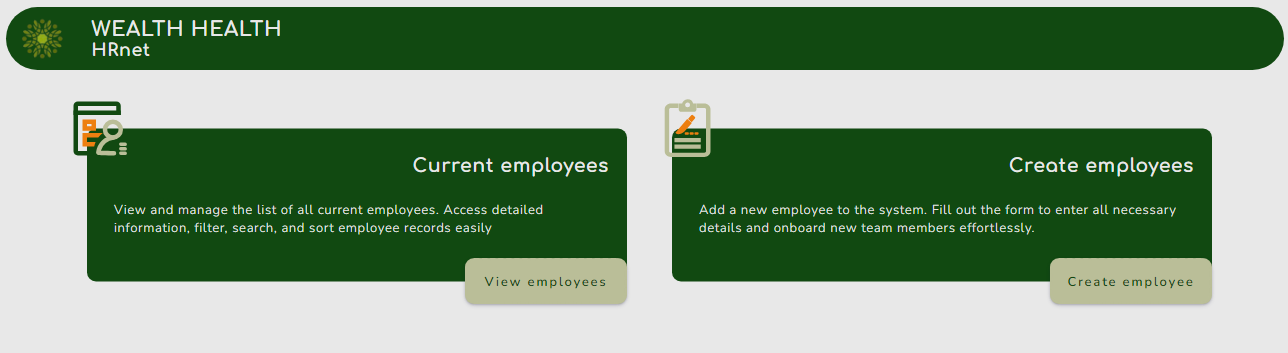 WEALTH HEALTH
HRnet
Current employees
View and manage the list of all current employees. Access detailed
information, filter, search, and sort employee records easily
View employees
Create employees
Add a new employee to the system. Fill out the form to enter all necessary
details and onboard new team members effortlessly.
Create employee